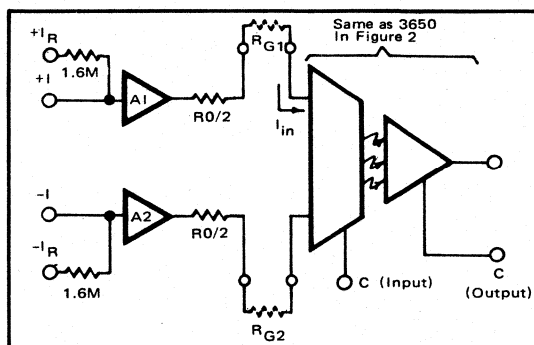 +I_R
1.6M
+I
A1
R0/2
R_G1
I_in
Same as 3650
In Figure 2
-I
A2
R0/2
-I_R
1.6M
R_G2
C (Input)
C
(Output)